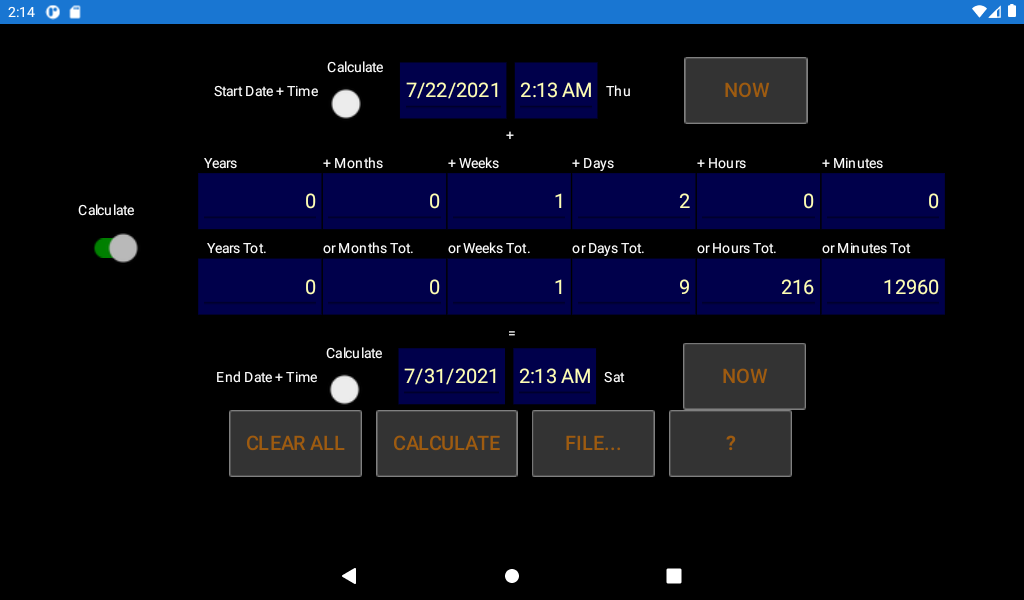 2:14
Calculate
Start Date + Time 7/22/2021 2:13 AM Thu NOW
+
Years + Months + Weeks + Days + Hours + Minutes
0 0 1 2 0 0
Calculate
Years Tot. or Months Tot. or Weeks Tot. or Days Tot. or Hours Tot. or Minutes Tot
0 0 1 9 216 12960
=
Calculate
End Date + Time 7/31/2021 2:13 AM Sat NOW
CLEAR ALL CALCULATE FILE... ?